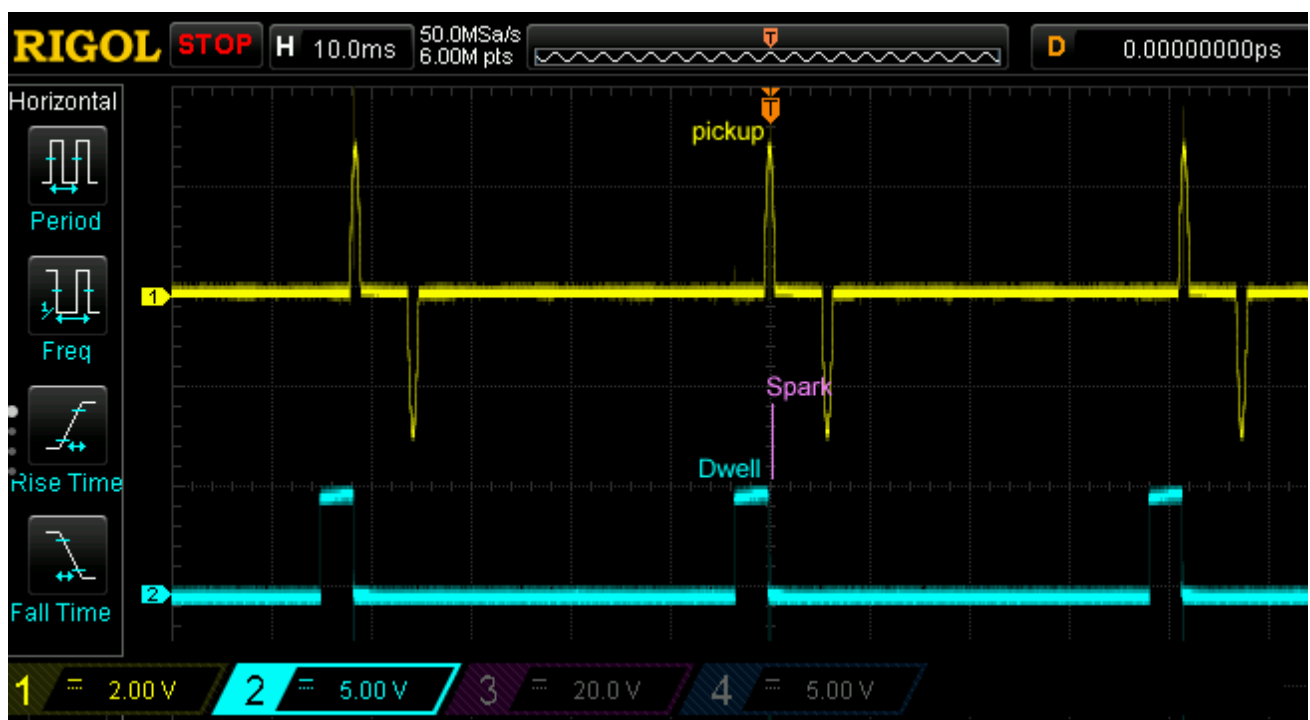 RIGOL STOP H 10.0ms 50.0MSa/s D 0.00000000ps
6.00M pts
T
Horizontal
T
pickup
Period
1
Freq
Spark
Dwell
Rise Time
2
Fall Time
1 2.00 V 2 5.00 V 3 20.0 V 4 5.00 V